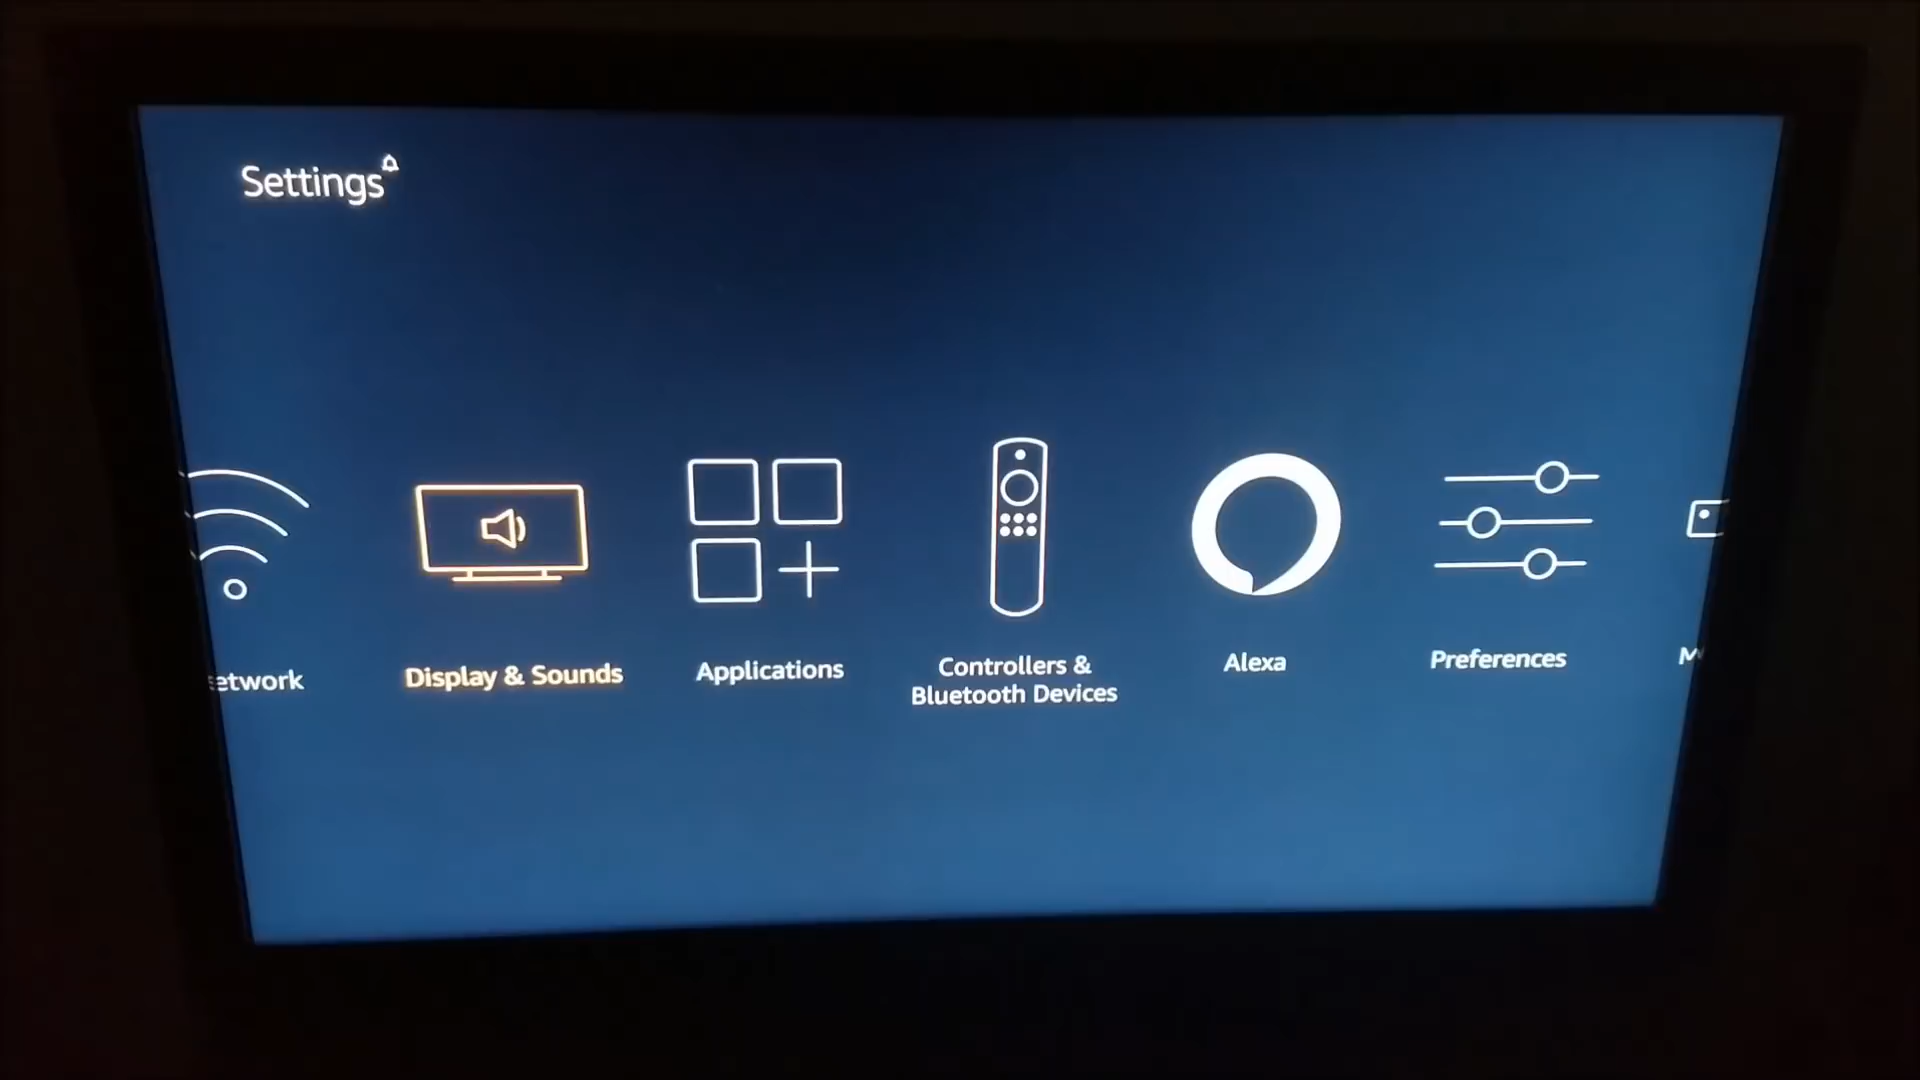 Settings
etwork
Display & Sounds
Applications
Controllers &
Bluetooth Devices
Alexa
Preferences
M